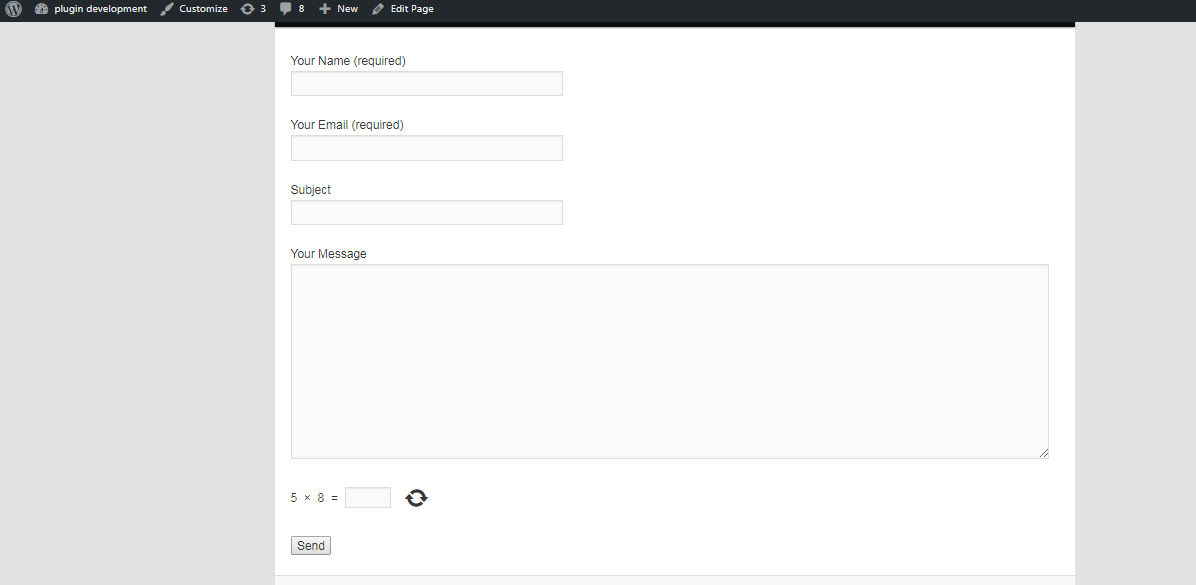 plugin development Customize 3 8 New Edit Page
Your Name (required)
Your Email (required)
Subject
Your Message
5 × 8 =
Send